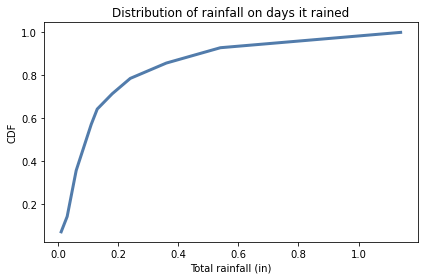 Distribution of rainfall on days it rained
1.0
0.8
0.6
0.4
0.2
CDF
0.0 0.2 0.4 0.6 0.8 1.0
Total rainfall (in)